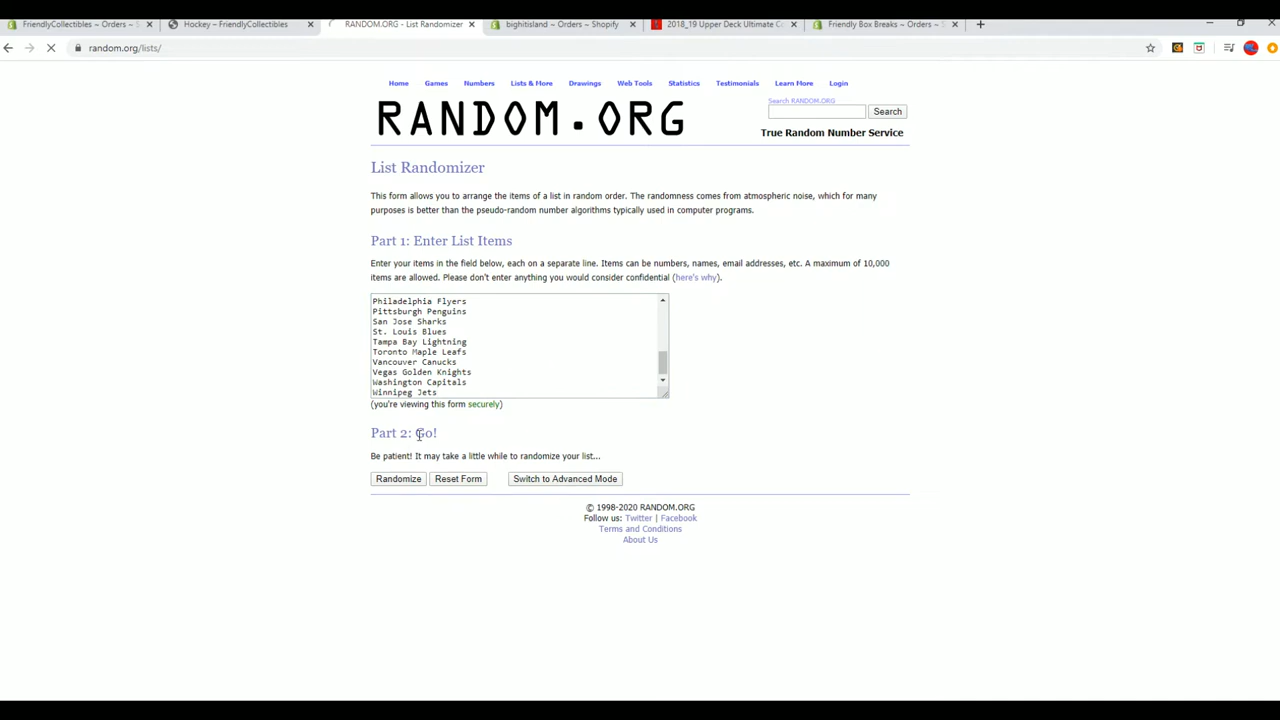 FriendlyCollectibles ~ Orders ~ S
Hockey – FriendlyCollectibles
RANDOM.ORG - List Randomizer
bighitisland ~ Orders ~ Shopify
2018_19 Upper Deck Ultimate Co
Friendly Box Breaks ~ Orders ~ S
random.org/lists/
Home Games Numbers Lists & More Drawings Web Tools Statistics Testimonials Learn More Login
RANDOM.ORG
Search RANDOM.ORG
Search
True Random Number Service
List Randomizer
This form allows you to arrange the items of a list in random order. The randomness comes from atmospheric noise, which for many
purposes is better than the pseudo-random number algorithms typically used in computer programs.
Part 1: Enter List Items
Enter your items in the field below, each on a separate line. Items can be numbers, names, email addresses, etc. A maximum of 10,000
items are allowed. Please don't enter anything you would consider confidential (here's why).
Philadelphia Flyers
Pittsburgh Penguins
San Jose Sharks
St. Louis Blues
Tampa Bay Lightning
Toronto Maple Leafs
Vancouver Canucks
Vegas Golden Knights
Washington Capitals
Winnipeg Jets
(you're viewing this form securely)
Part 2: Go!
Be patient! It may take a little while to randomize your list...
Randomize Reset Form Switch to Advanced Mode
© 1998-2020 RANDOM.ORG
Follow us: Twitter | Facebook
Terms and Conditions
About Us